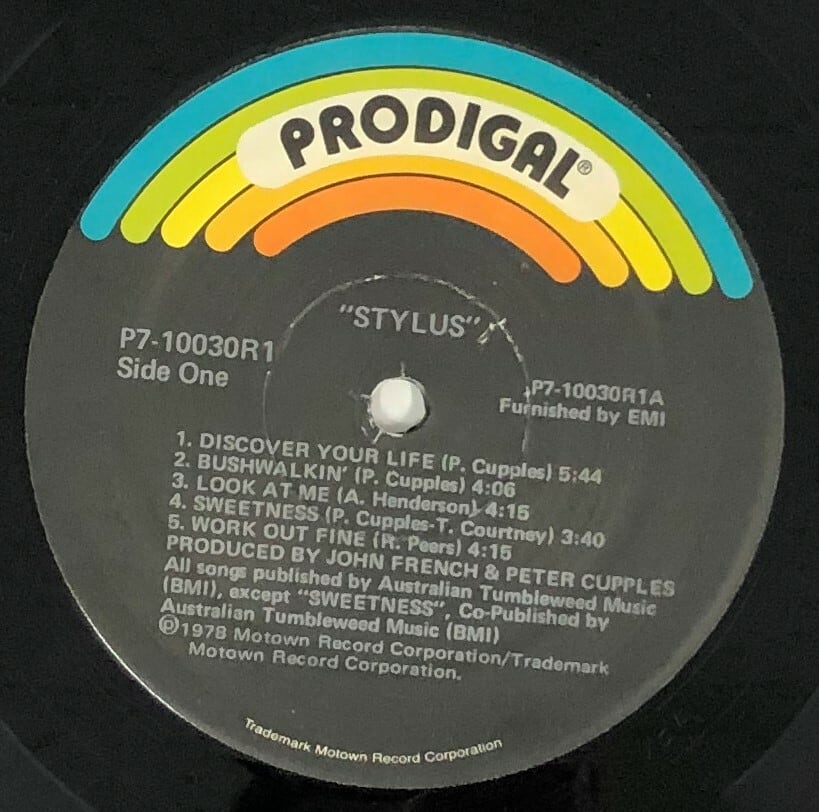 PRODIGAL®
"STYLUS"
P7-10030R1
Side One
P7-10030R1A
Furnished by EMI
1. DISCOVER YOUR LIFE (P. Cupples) 5:44
2. BUSHWALKIN' (P. Cupples) 4:06
3. LOOK AT ME (A. Henderson) 4:15
4. SWEETNESS (P. Cupples-T. Courtney) 3:40
5. WORK OUT FINE (R. Peers) 4:15
PRODUCED BY JOHN FRENCH & PETER CUPPLES
All songs published by Australian Tumbleweed Music
(BMI), except "SWEETNESS", Co-Published by
Australian Tumbleweed Music (BMI)
℗1978 Motown Record Corporation/Trademark
Motown Record Corporation.
Trademark Motown Record Corporation